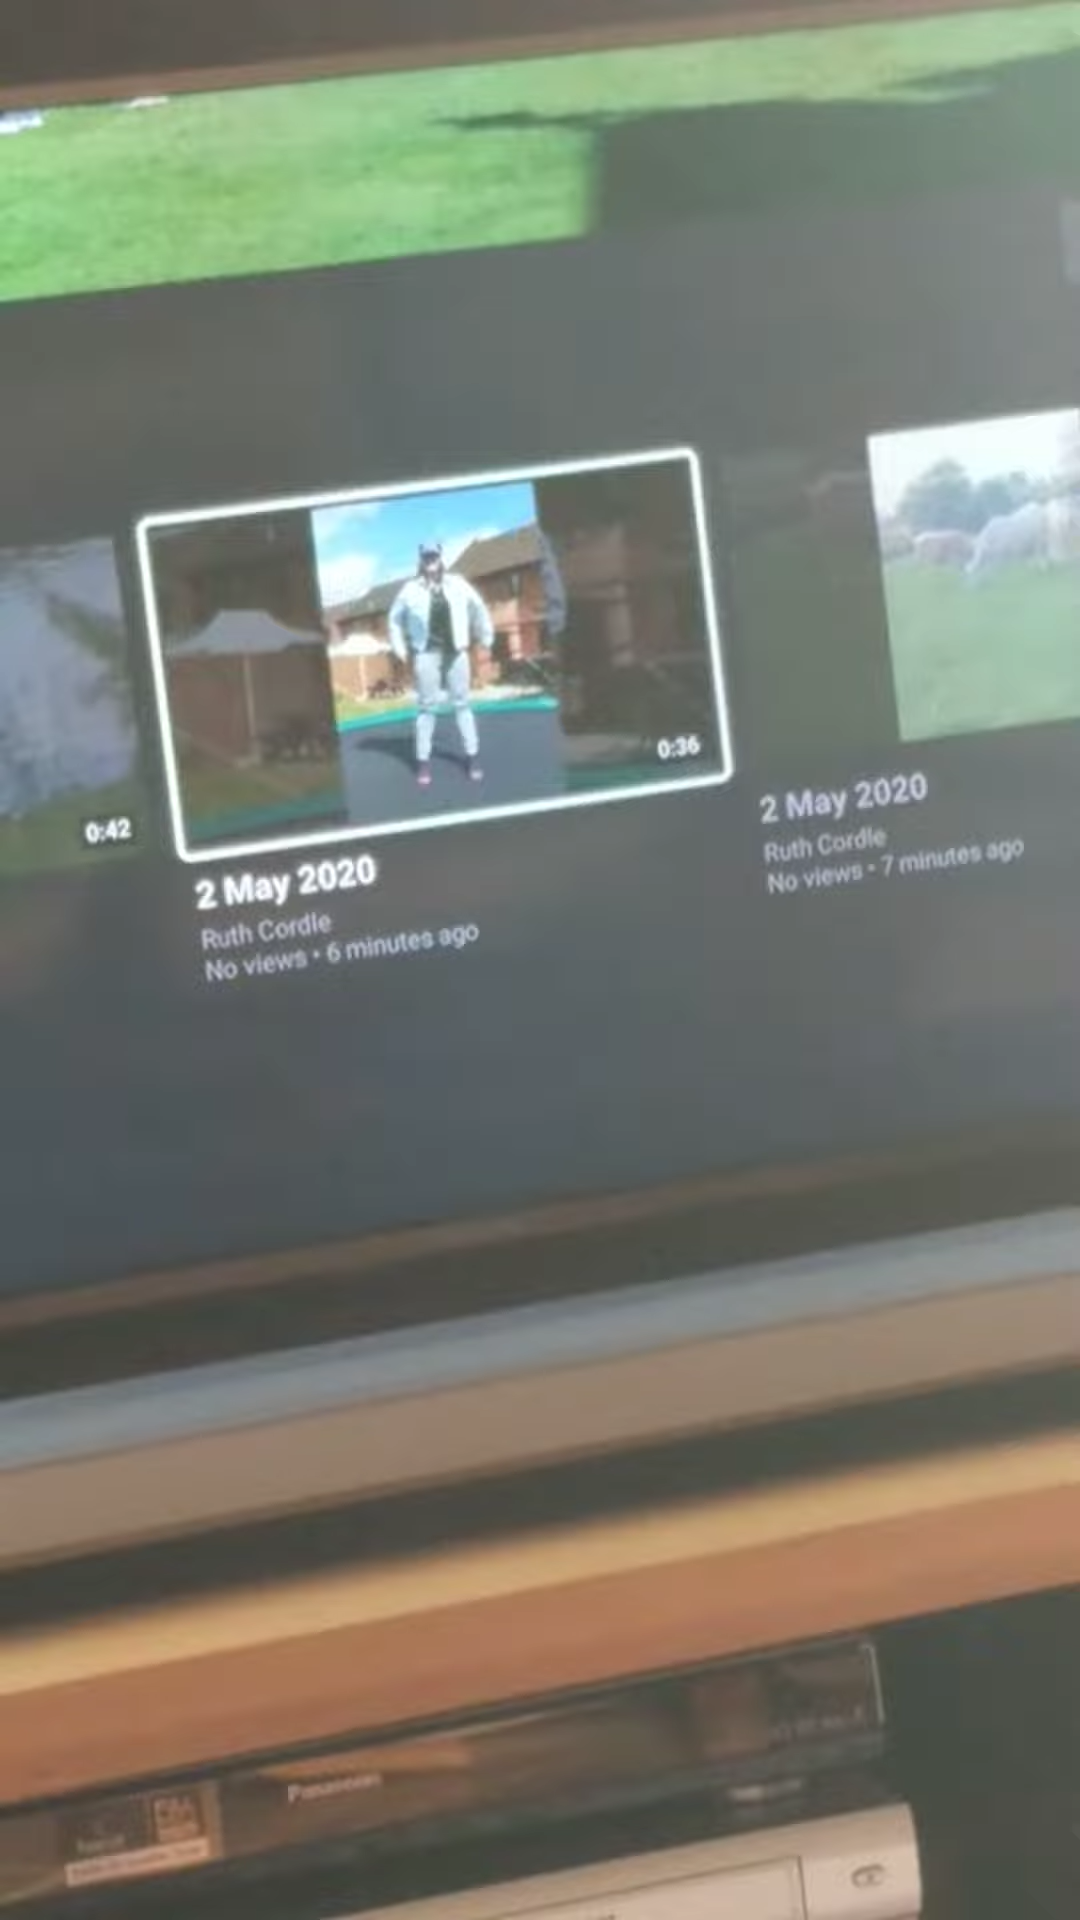 0:42
0:36
2 May 2020
Ruth Cordle
No views • 6 minutes ago
2 May 2020
Ruth Cordle
No views • 7 minutes ago
Panasonic